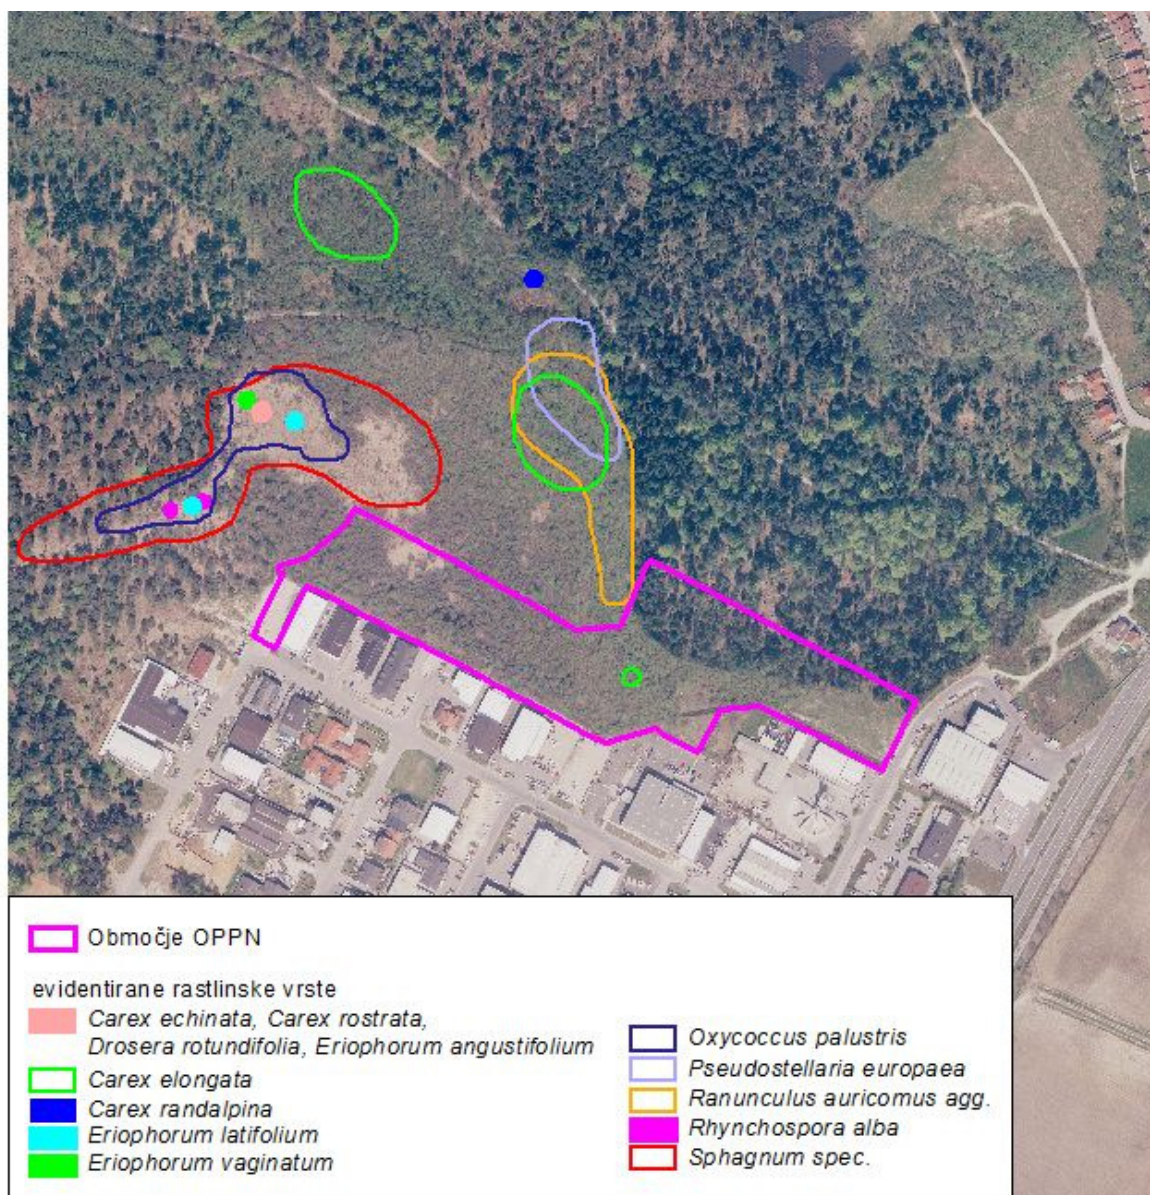 Območje OPPN
evidentirane rastlinske vrste
Carex echinata, Carex rostrata,
Drosera rotundifolia, Eriophorum angustifolium
Carex elongata
Carex randalpina
Eriophorum latifolium
Eriophorum vaginatum
Oxycoccus palustris
Pseudostellaria europaea
Ranunculus auricomus agg.
Rhynchospora alba
Sphagnum spec.